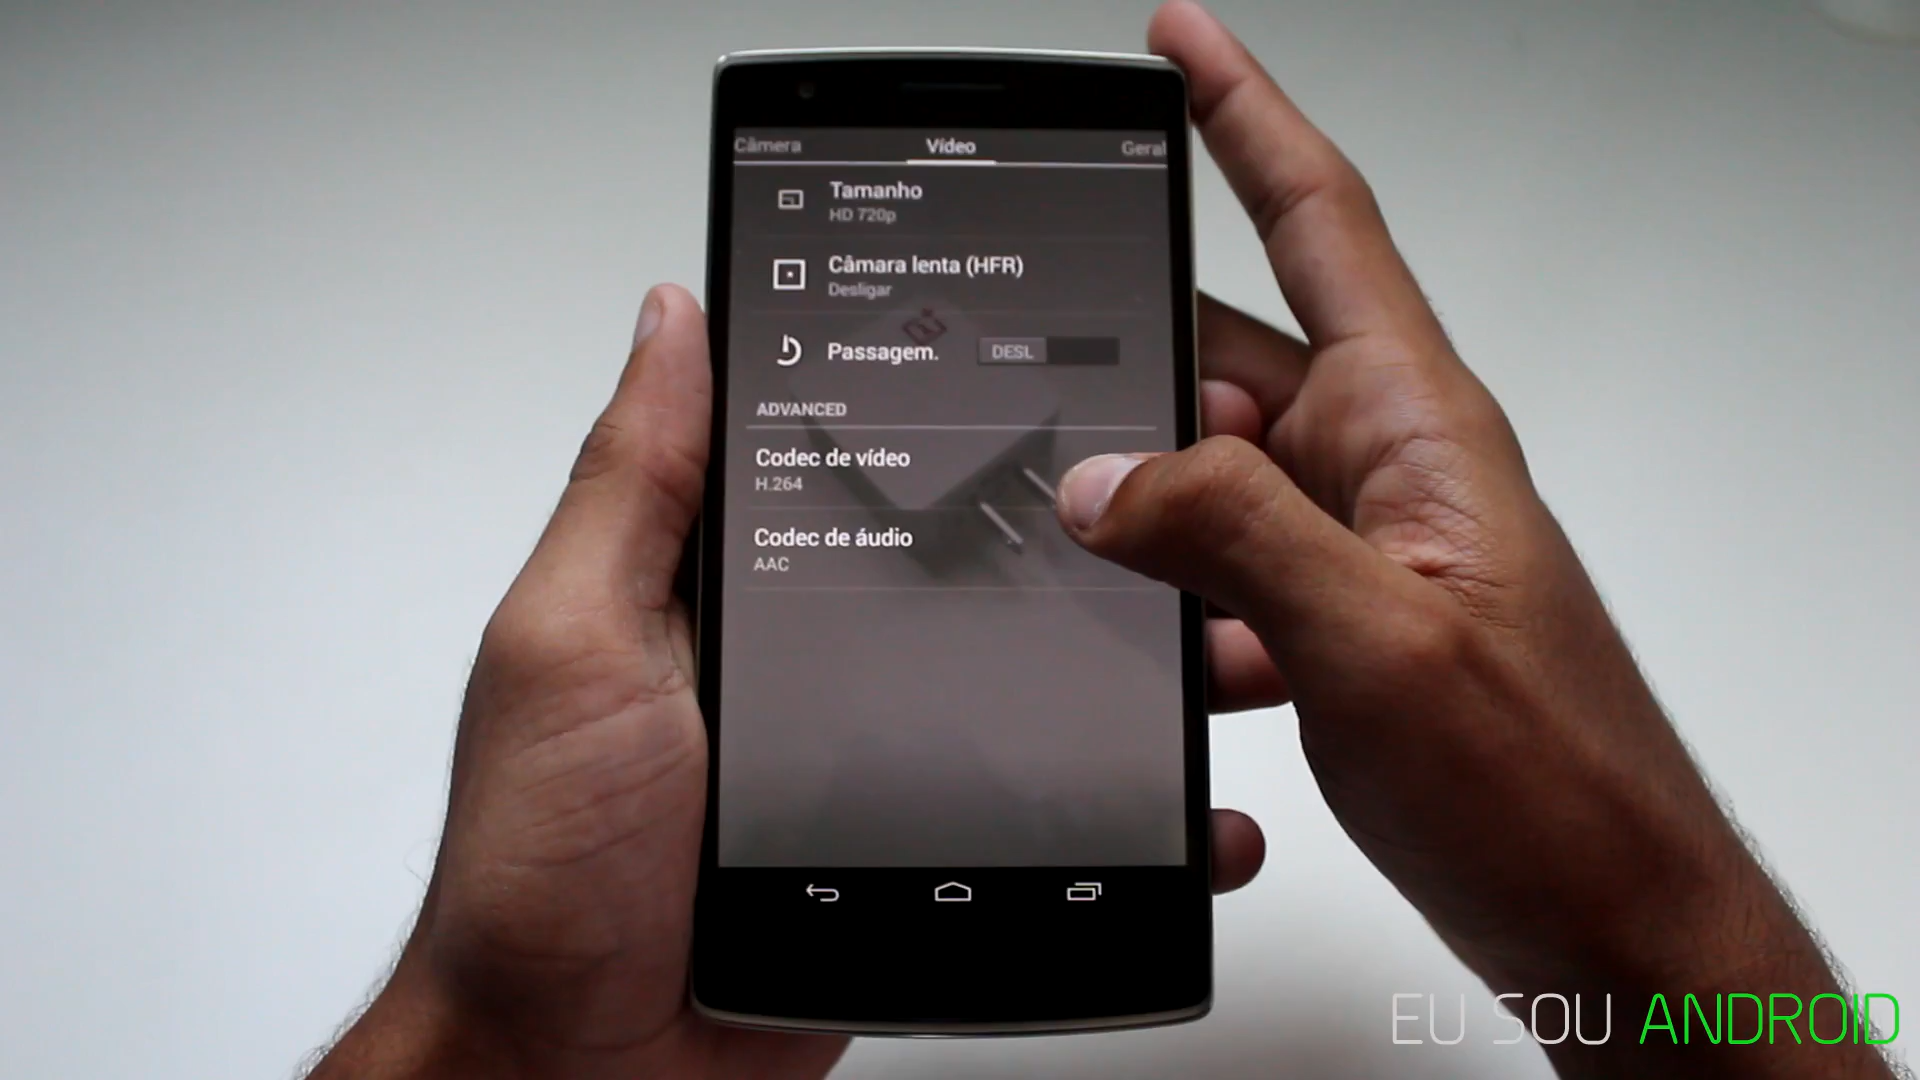 Câmera
Vídeo
Geral
Tamanho
HD 720p
Câmara lenta (HFR)
Desligar
Passagem.
DESL
ADVANCED
Codec de vídeo
H.264
Codec de áudio
AAC
EU SOU ANDROID